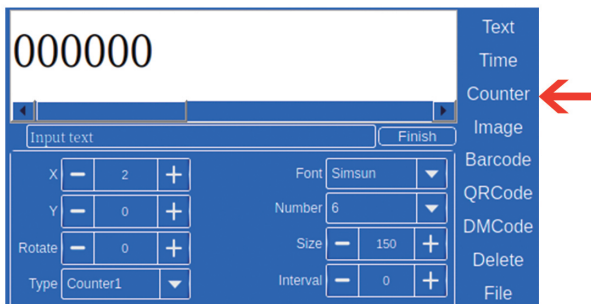 000000
Input text
Finish
X 2
Y 0
Rotate 0
Type Counter1
Font Simsun
Number 6
Size 150
Interval 0
Text
Time
Counter
Image
Barcode
QRCode
DMCode
Delete
File